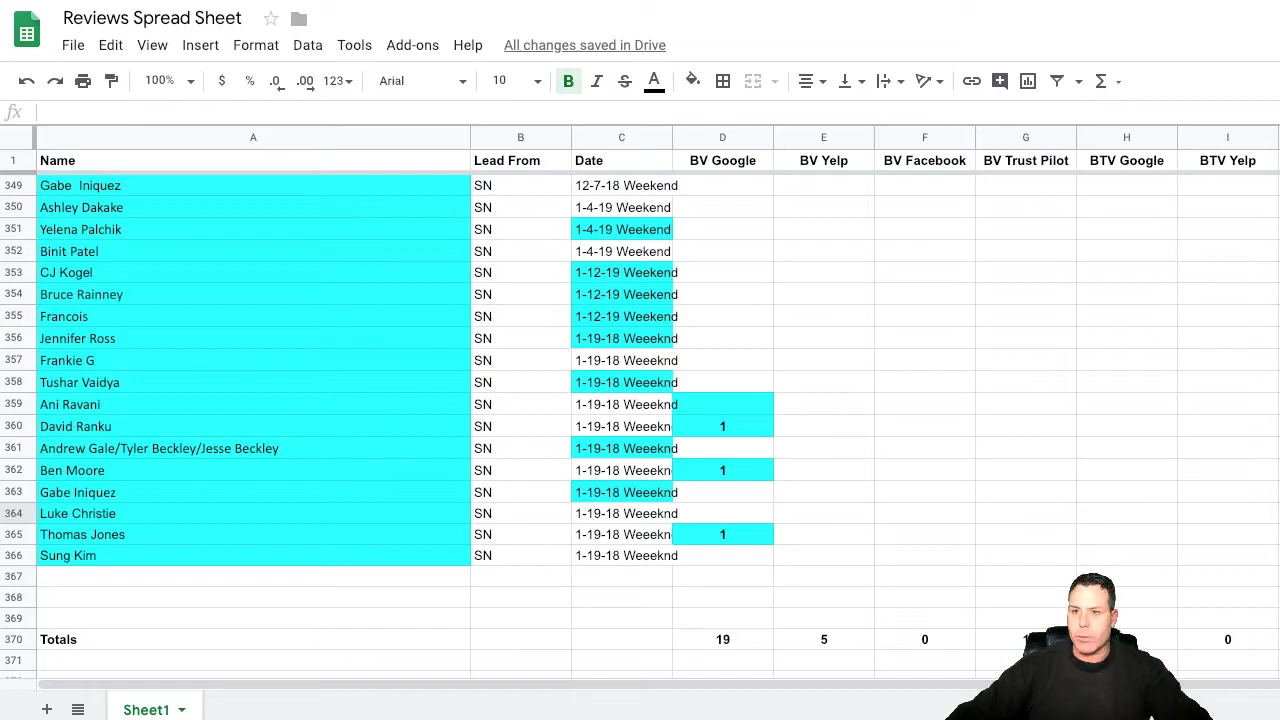 Reviews Spread Sheet
File Edit View Insert Format Data Tools Add-ons Help All changes saved in Drive
100% $ % .0 .00 123 Arial 10 B I S A Σ
fx
A B C D E F G H I
1 Name Lead From Date BV Google BV Yelp BV Facebook BV Trust Pilot BTV Google BTV Yelp
349 Gabe Iniquez SN 12-7-18 Weekend
350 Ashley Dakake SN 1-4-19 Weekend
351 Yelena Palchik SN 1-4-19 Weekend
352 Binit Patel SN 1-4-19 Weekend
353 CJ Kogel SN 1-12-19 Weekend
354 Bruce Rainney SN 1-12-19 Weekend
355 Francois SN 1-12-19 Weekend
356 Jennifer Ross SN 1-19-18 Weeeknd
357 Frankie G SN 1-19-18 Weeeknd
358 Tushar Vaidya SN 1-19-18 Weeeknd
359 Ani Ravani SN 1-19-18 Weeeknd
360 David Ranku SN 1-19-18 Weeekn 1
361 Andrew Gale/Tyler Beckley/Jesse Beckley SN 1-19-18 Weeeknd
362 Ben Moore SN 1-19-18 Weeekn 1
363 Gabe Iniquez SN 1-19-18 Weeeknd
364 Luke Christie SN 1-19-18 Weeeknd
365 Thomas Jones SN 1-19-18 Weeekn 1
366 Sung Kim SN 1-19-18 Weeeknd
367
368
369
370 Totals 19 5 0 0
371
Sheet1